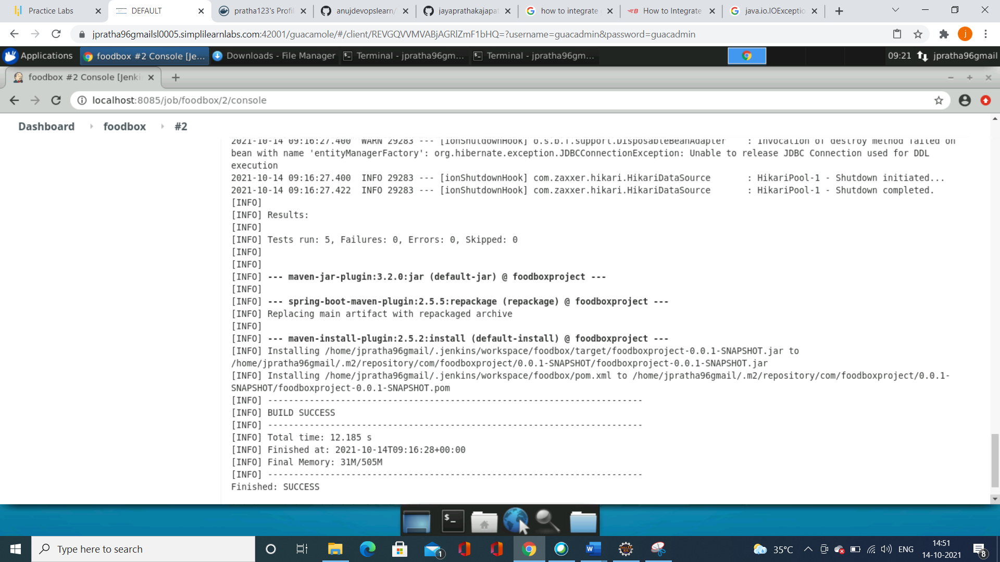 Practice Labs
DEFAULT
pratha123's Profil
anujdevopslearn/
jayaprathakajapat
how to integrate
How to Integrate
java.io.IOExceptio
jpratha96gmailsl0005.simplilearnlabs.com:42001/guacamole/#/client/REVGQVVMVABjAGRlZmF1bHQ=?username=guacadmin&password=guacadmin
j
Applications
foodbox #2 Console [Je...
Downloads - File Manager
Terminal - jpratha96gm...
Terminal - jpratha96gm...
09:21
jpratha96gmail
foodbox #2 Console [Jenki
localhost:8085/job/foodbox/2/console
Dashboard
foodbox
#2
2021-10-14 09:16:27.400  WARN 29283 --- [ionShutdownHook] o.s.b.f.support.DisposableBeanAdapter    : Invocation of destroy method failed on
bean with name 'entityManagerFactory': org.hibernate.exception.JDBCConnectionException: Unable to release JDBC Connection used for DDL
execution
2021-10-14 09:16:27.400  INFO 29283 --- [ionShutdownHook] com.zaxxer.hikari.HikariDataSource       : HikariPool-1 - Shutdown initiated...
2021-10-14 09:16:27.422  INFO 29283 --- [ionShutdownHook] com.zaxxer.hikari.HikariDataSource       : HikariPool-1 - Shutdown completed.
[INFO]
[INFO] Results:
[INFO]
[INFO] Tests run: 5, Failures: 0, Errors: 0, Skipped: 0
[INFO]
[INFO]
[INFO] --- maven-jar-plugin:3.2.0:jar (default-jar) @ foodboxproject ---
[INFO]
[INFO] --- spring-boot-maven-plugin:2.5.5:repackage (repackage) @ foodboxproject ---
[INFO] Replacing main artifact with repackaged archive
[INFO]
[INFO] --- maven-install-plugin:2.5.2:install (default-install) @ foodboxproject ---
[INFO] Installing /home/jpratha96gmail/.jenkins/workspace/foodbox/target/foodboxproject-0.0.1-SNAPSHOT.jar to
/home/jpratha96gmail/.m2/repository/com/foodboxproject/0.0.1-SNAPSHOT/foodboxproject-0.0.1-SNAPSHOT.jar
[INFO] Installing /home/jpratha96gmail/.jenkins/workspace/foodbox/pom.xml to /home/jpratha96gmail/.m2/repository/com/foodboxproject/0.0.1-
SNAPSHOT/foodboxproject-0.0.1-SNAPSHOT.pom
[INFO] ------------------------------------------------------------------------
[INFO] BUILD SUCCESS
[INFO] ------------------------------------------------------------------------
[INFO] Total time: 12.185 s
[INFO] Finished at: 2021-10-14T09:16:28+00:00
[INFO] Final Memory: 31M/505M
[INFO] ------------------------------------------------------------------------
Finished: SUCCESS
Type here to search
1
35°C
ENG
14:51
14-10-2021
8